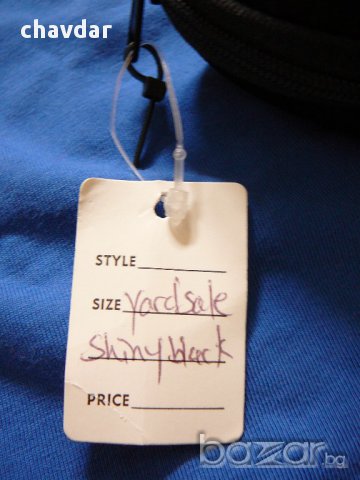 chavdar
STYLE
SIZE yardsale
shiny black
PRICE
bazar.bg